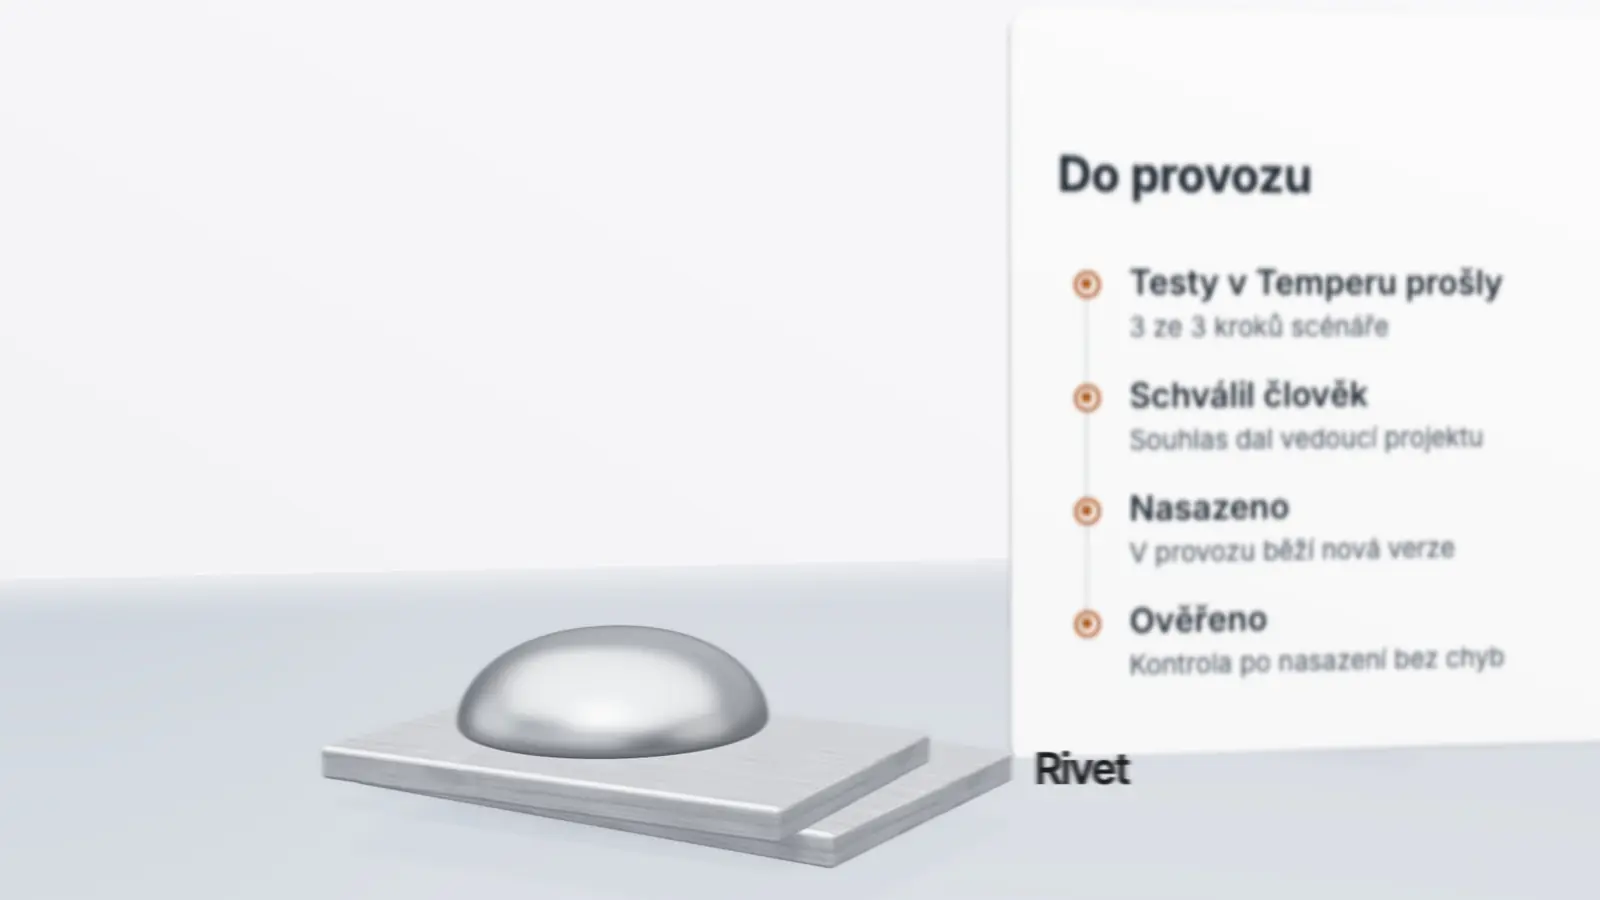 Do provozu
Testy v Temperu prošly
3 ze 3 kroků scénáře
Schválil člověk
Souhlas dal vedoucí projektu
Nasazeno
V provozu běží nová verze
Ověřeno
Kontrola po nasazení bez chyb
Rivet